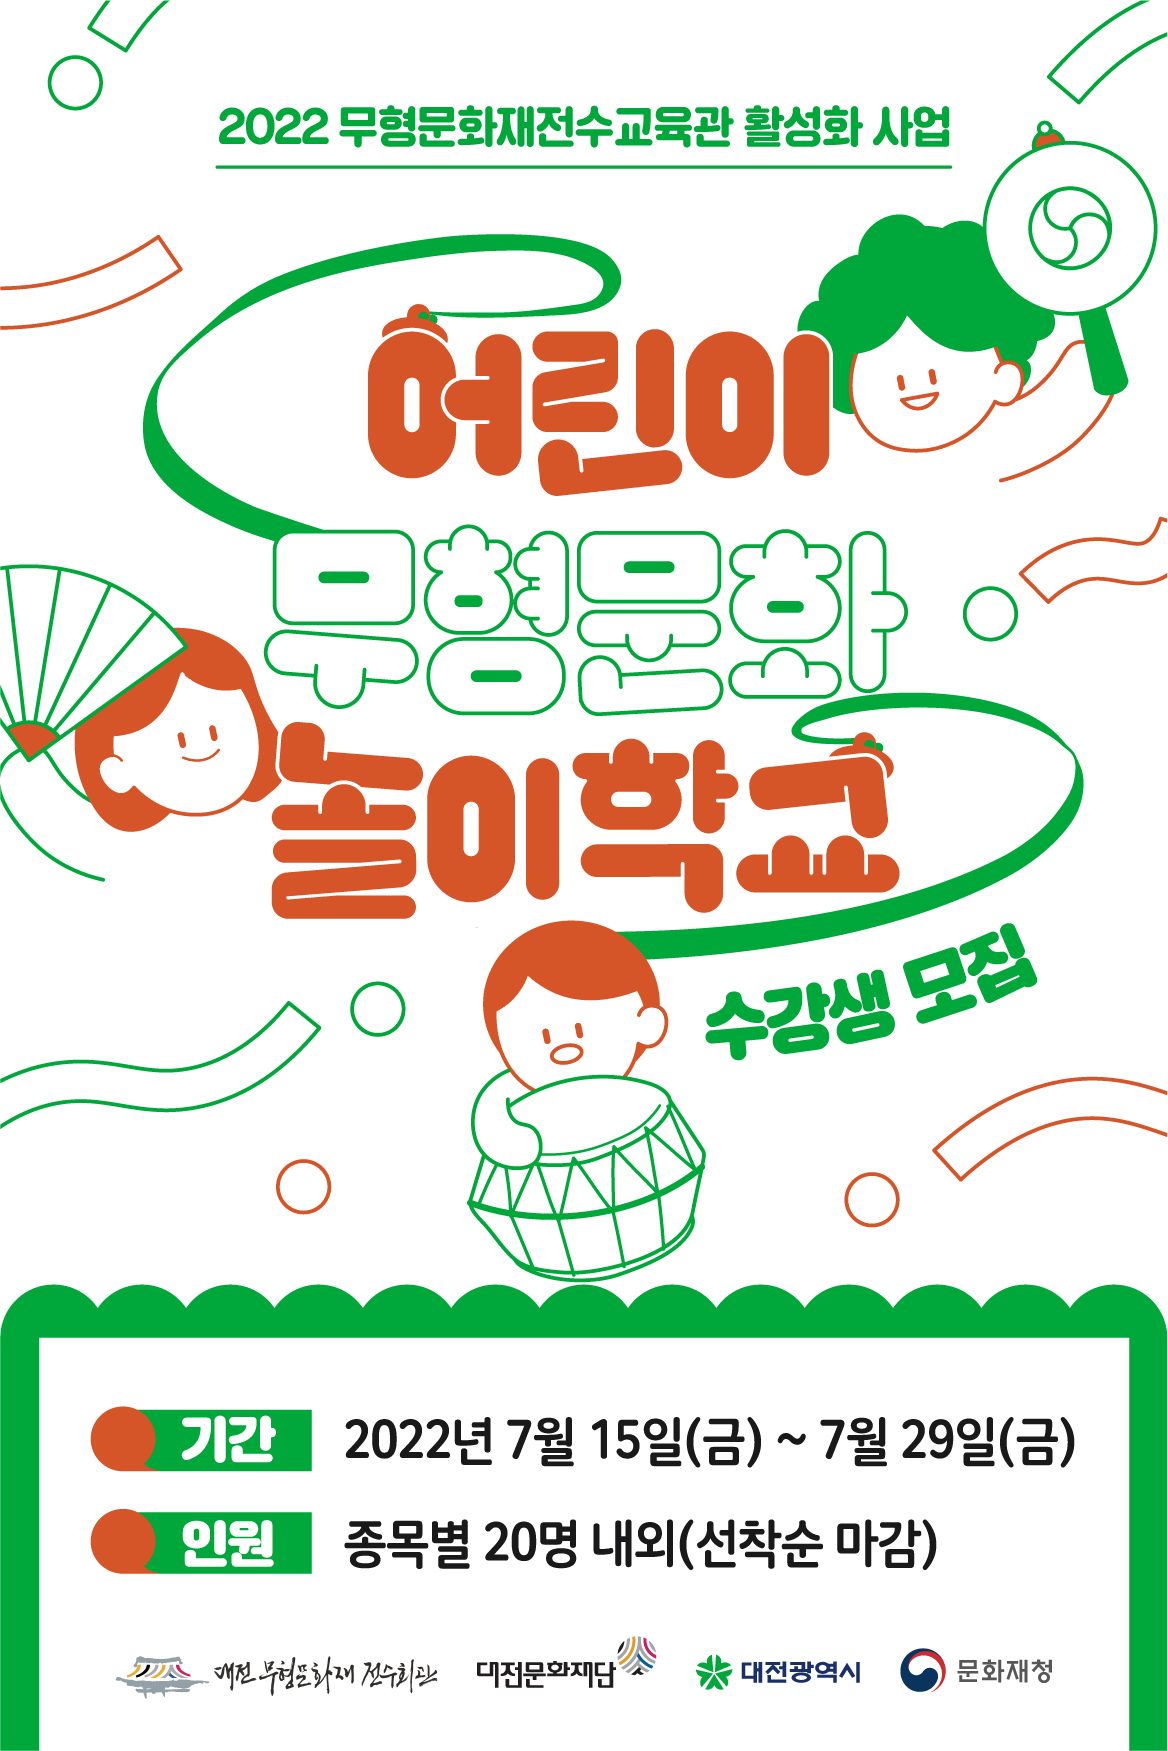 2022 무형문화재전수교육관 활성화 사업
어린이
무형문화
놀이학교
수강생 모집
기간 2022년 7월 15일(금) ~ 7월 29일(금)
인원 종목별 20명 내외(선착순 마감)
대전 무형문화재 전수회관 대전문화재단 대전광역시 문화재청